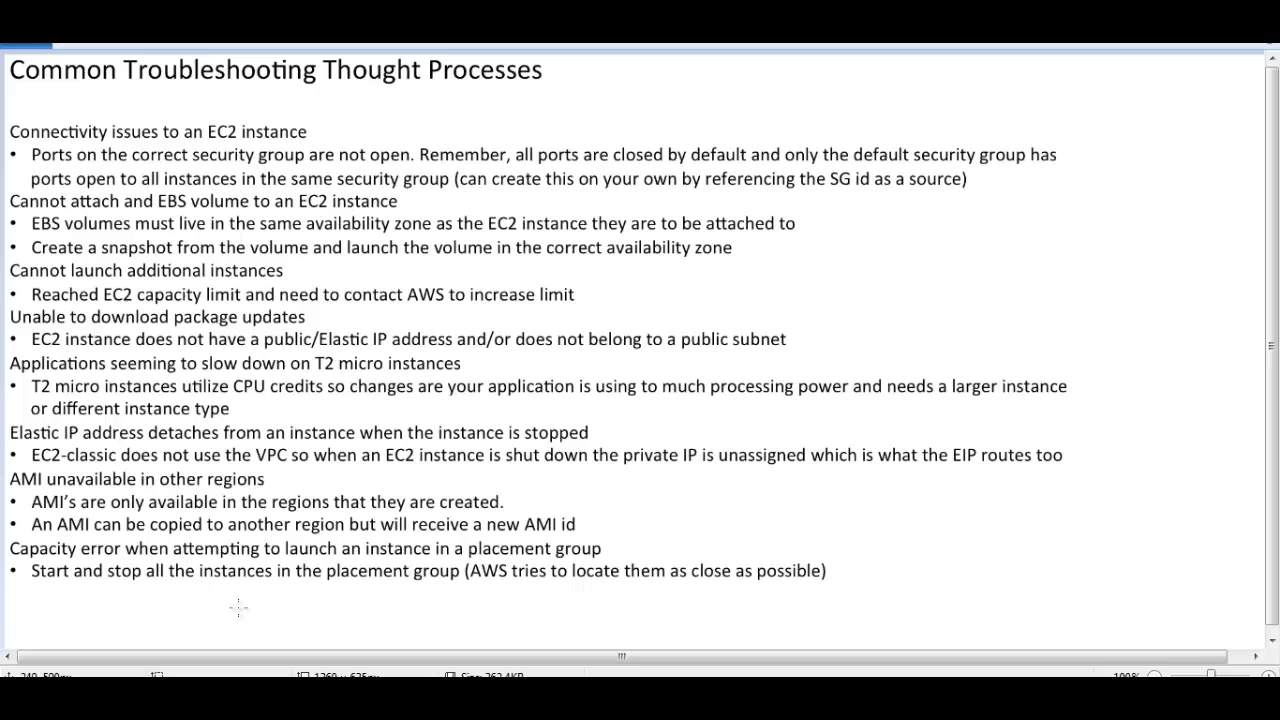 Common Troubleshooting Thought Processes
Connectivity issues to an EC2 instance
• Ports on the correct security group are not open. Remember, all ports are closed by default and only the default security group has
ports open to all instances in the same security group (can create this on your own by referencing the SG id as a source)
Cannot attach and EBS volume to an EC2 instance
• EBS volumes must live in the same availability zone as the EC2 instance they are to be attached to
• Create a snapshot from the volume and launch the volume in the correct availability zone
Cannot launch additional instances
• Reached EC2 capacity limit and need to contact AWS to increase limit
Unable to download package updates
• EC2 instance does not have a public/Elastic IP address and/or does not belong to a public subnet
Applications seeming to slow down on T2 micro instances
• T2 micro instances utilize CPU credits so changes are your application is using to much processing power and needs a larger instance
or different instance type
Elastic IP address detaches from an instance when the instance is stopped
• EC2-classic does not use the VPC so when an EC2 instance is shut down the private IP is unassigned which is what the EIP routes too
AMI unavailable in other regions
• AMI's are only available in the regions that they are created.
• An AMI can be copied to another region but will receive a new AMI id
Capacity error when attempting to launch an instance in a placement group
• Start and stop all the instances in the placement group (AWS tries to locate them as close as possible)